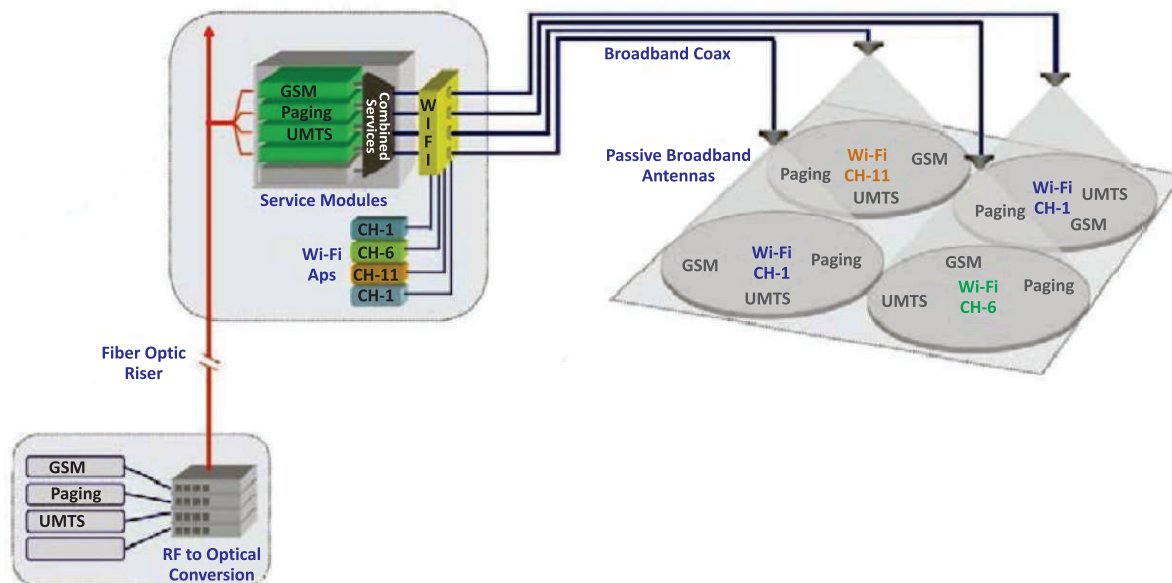 Broadband Coax
GSM
Paging
UMTS
Combined
Services
W
I
F
I
Service Modules
Passive Broadband
Antennas
Wi-Fi
CH-11
GSM
Paging
UMTS
Wi-Fi
CH-1
UMTS
Paging
GSM
Wi-Fi
CH-1
GSM
Paging
UMTS
GSM
Wi-Fi
CH-6
Paging
UMTS
Wi-Fi
Aps
CH-1
CH-6
CH-11
CH-1
Fiber Optic
Riser
GSM
Paging
UMTS
RF to Optical
Conversion